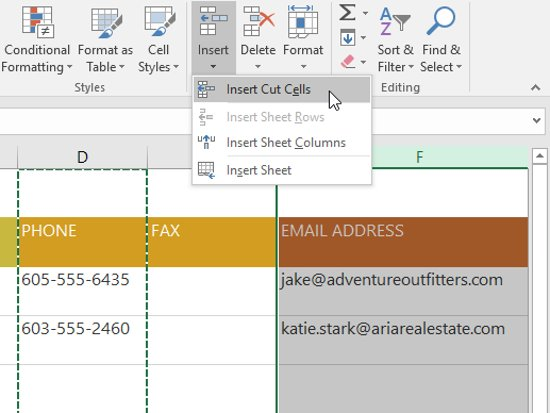 Conditional Formatting
Format as Table
Cell Styles
Insert
Delete
Format
Sort & Filter
Find & Select
Styles
Editing
Insert Cut Cells
Insert Sheet Rows
Insert Sheet Columns
Insert Sheet
D
F
PHONE
FAX
EMAIL ADDRESS
605-555-6435
jake@adventureoutfitters.com
603-555-2460
katie.stark@ariarealestate.com